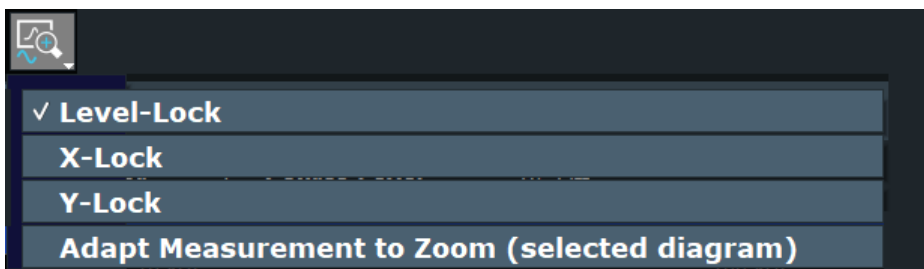 ✓ Level-Lock
X-Lock
Y-Lock
Adapt Measurement to Zoom (selected diagram)